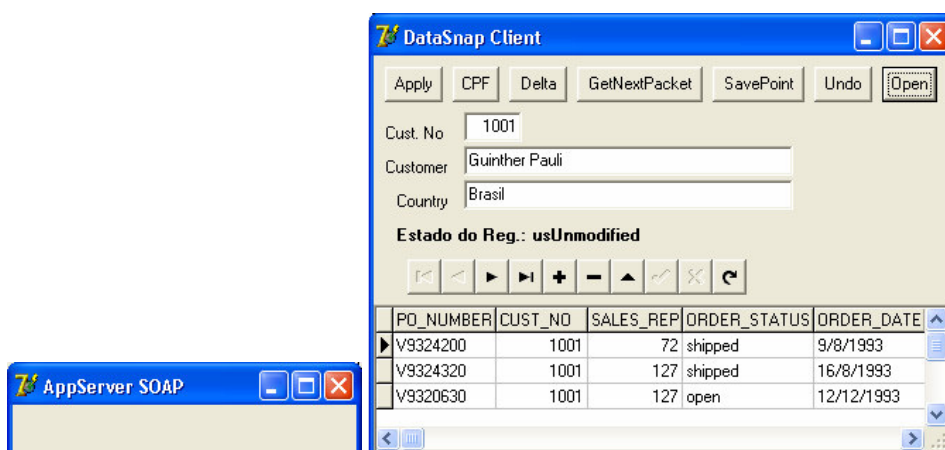 DataSnap Client
Apply CPF Delta GetNextPacket SavePoint Undo Open
Cust. No 1001
Customer Guinther Pauli
Country Brasil
Estado do Reg.: usUnmodified
PO_NUMBER CUST_NO SALES_REP ORDER_STATUS ORDER_DATE
V9324200 1001 72 shipped 9/8/1993
V9324320 1001 127 shipped 16/8/1993
V9320630 1001 127 open 12/12/1993
AppServer SOAP